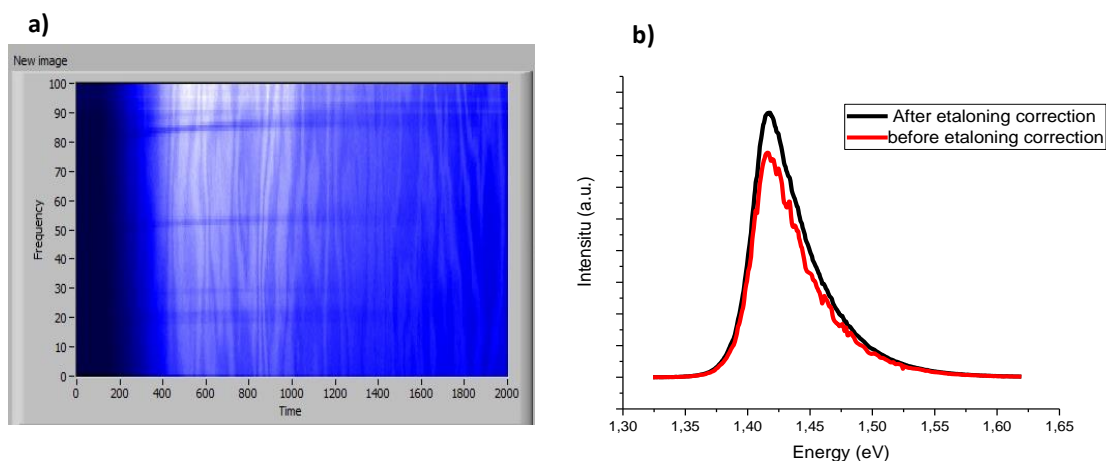 a)
New image
Frequency
100
90
80
70
60
50
40
30
20
10
0
0 200 400 600 800 1000 1200 1400 1600 1800 2000
Time
b)
After etaloning correction
before etaloning correction
Intensitu (a.u.)
1,30 1,35 1,40 1,45 1,50 1,55 1,60 1,65
Energy (eV)